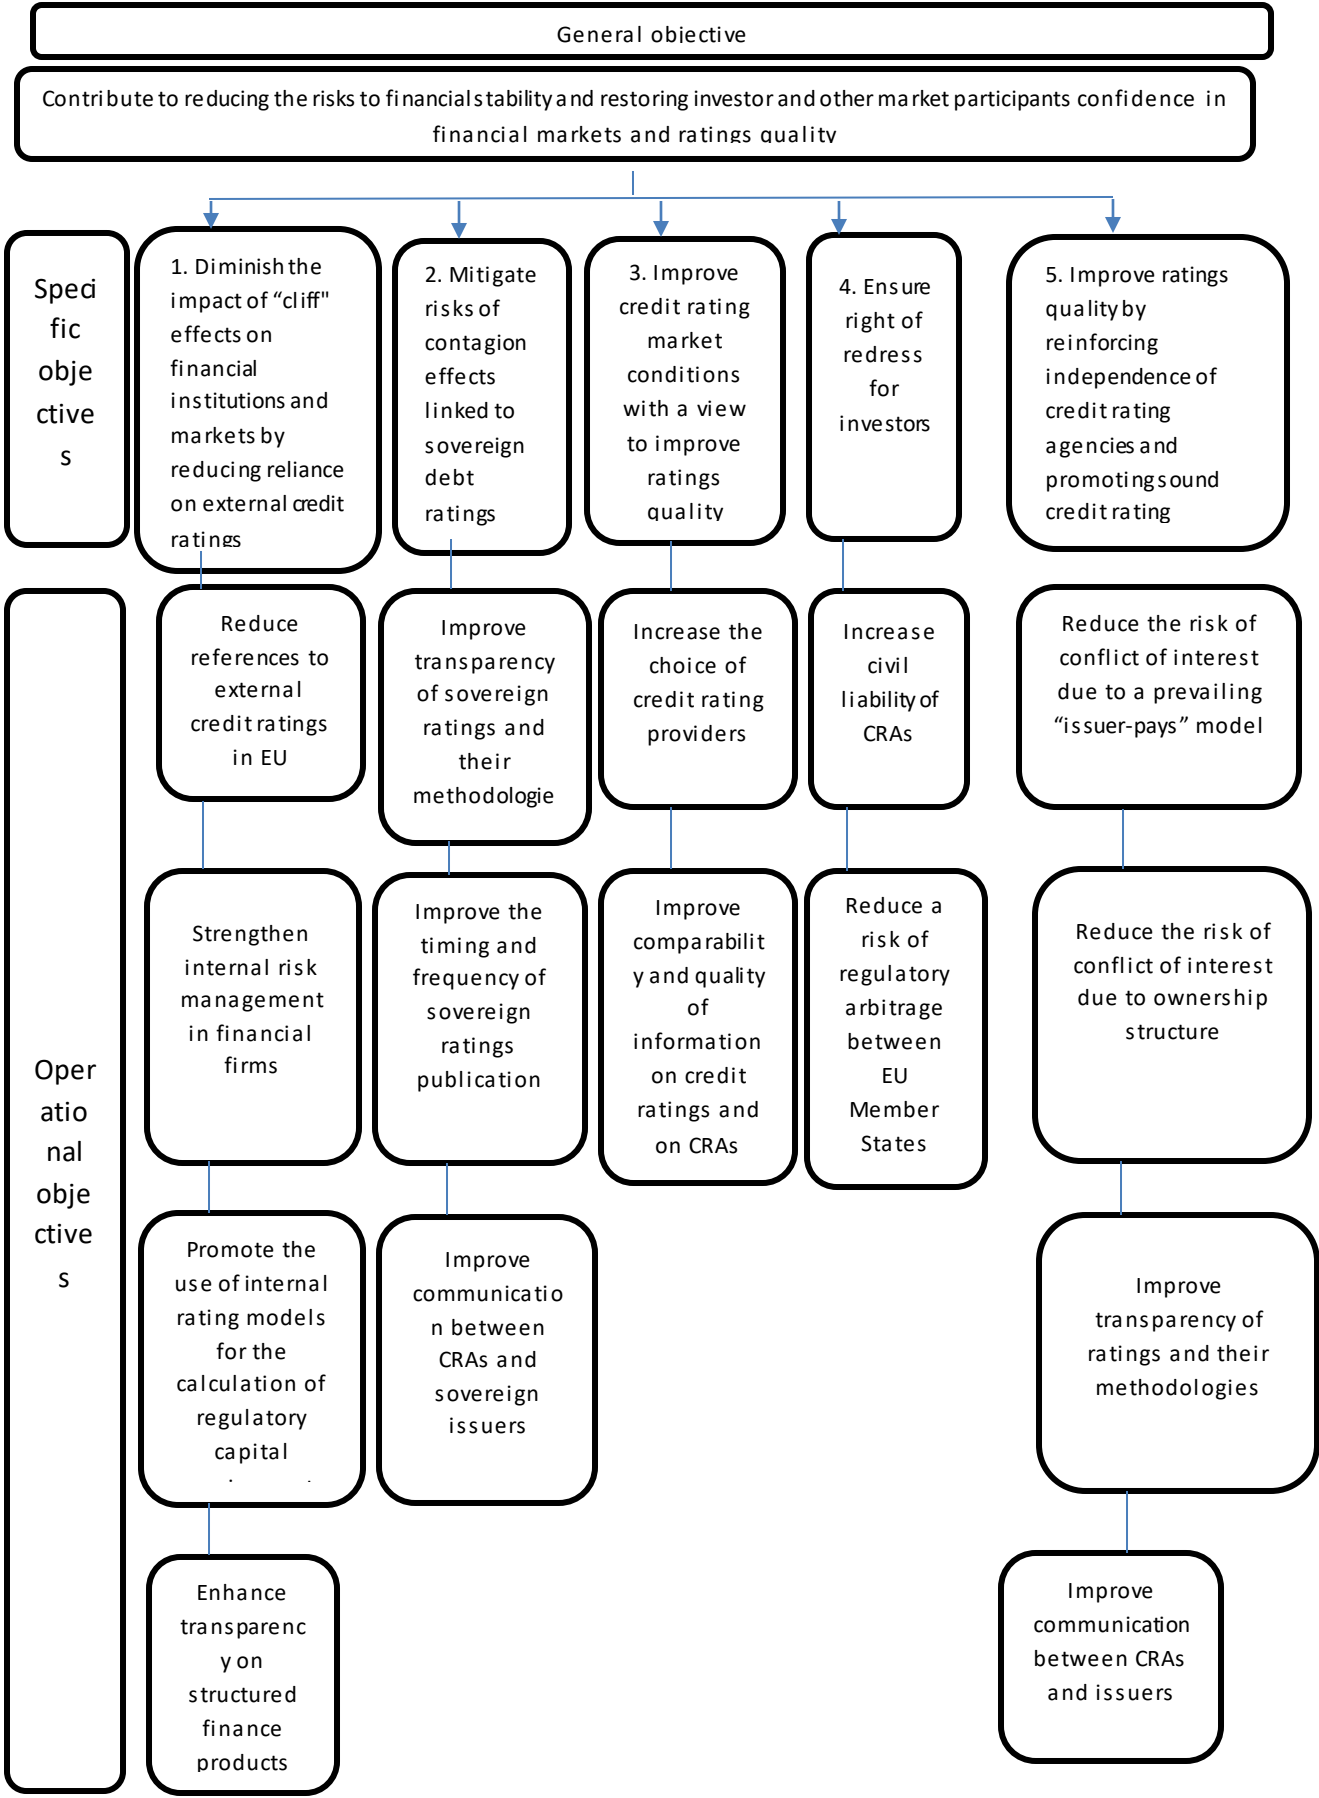 General objective
Contribute to reducing the risks to financial stability and restoring investor and other market participants confidence in
financial markets and ratings quality
Speci
fic
obje
ctive
s
1. Diminish the
impact of “cliff"
effects on
financial
institutions and
markets by
reducing reliance
on external credit
ratings
2. Mitigate
risks of
contagion
effects
linked to
sovereign
debt
ratings
3. Improve
credit rating
market
conditions
with a view
to improve
ratings
quality
4. Ensure
right of
redress
for
investors
5. Improve ratings
quality by
reinforcing
independence of
credit rating
agencies and
promoting sound
credit rating
Oper
atio
nal
obje
ctive
s
Reduce
references to
external
credit ratings
in EU
Improve
transparency
of sovereign
ratings and
their
methodologie
Increase the
choice of
credit rating
providers
Increase
civil
liability of
CRAs
Reduce the risk of
conflict of interest
due to a prevailing
“issuer-pays” model
Strengthen
internal risk
management
in financial
firms
Improve the
timing and
frequency of
sovereign
ratings
publication
Improve
comparabilit
y and quality
of
information
on credit
ratings and
on CRAs
Reduce a
risk of
regulatory
arbitrage
between
EU
Member
States
Reduce the risk of
conflict of interest
due to ownership
structure
Promote the
use of internal
rating models
for the
calculation of
regulatory
capital
Improve
communicatio
n between
CRAs and
sovereign
issuers
Improve
transparency of
ratings and their
methodologies
Enhance
transparenc
y on
structured
finance
products
Improve
communication
between CRAs
and issuers